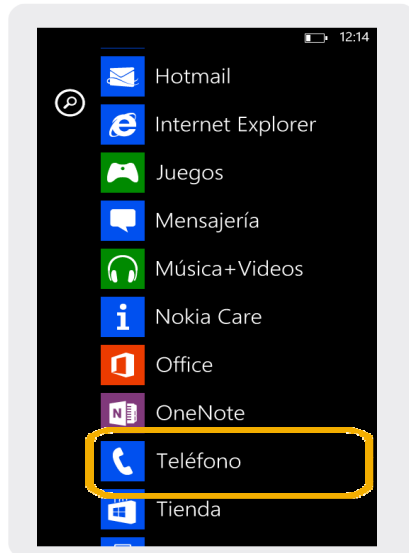 12:14
Hotmail
Internet Explorer
Juegos
Mensajería
Música+Videos
Nokia Care
Office
OneNote
Teléfono
Tienda